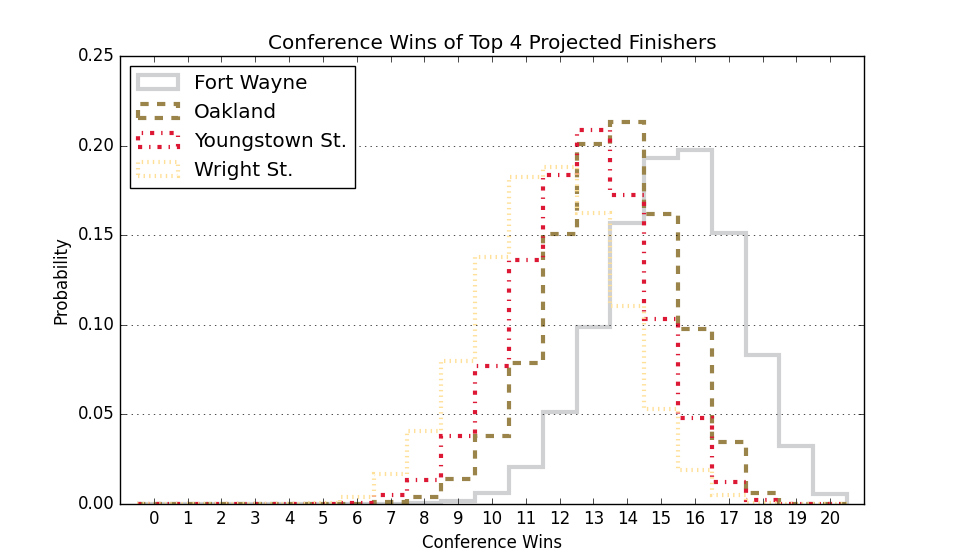 Conference Wins of Top 4 Projected Finishers
0.25
0.20
0.15
0.10
0.05
0.00
Probability
Fort Wayne
Oakland
Youngstown St.
Wright St.
0 1 2 3 4 5 6 7 8 9 10 11 12 13 14 15 16 17 18 19 20
Conference Wins